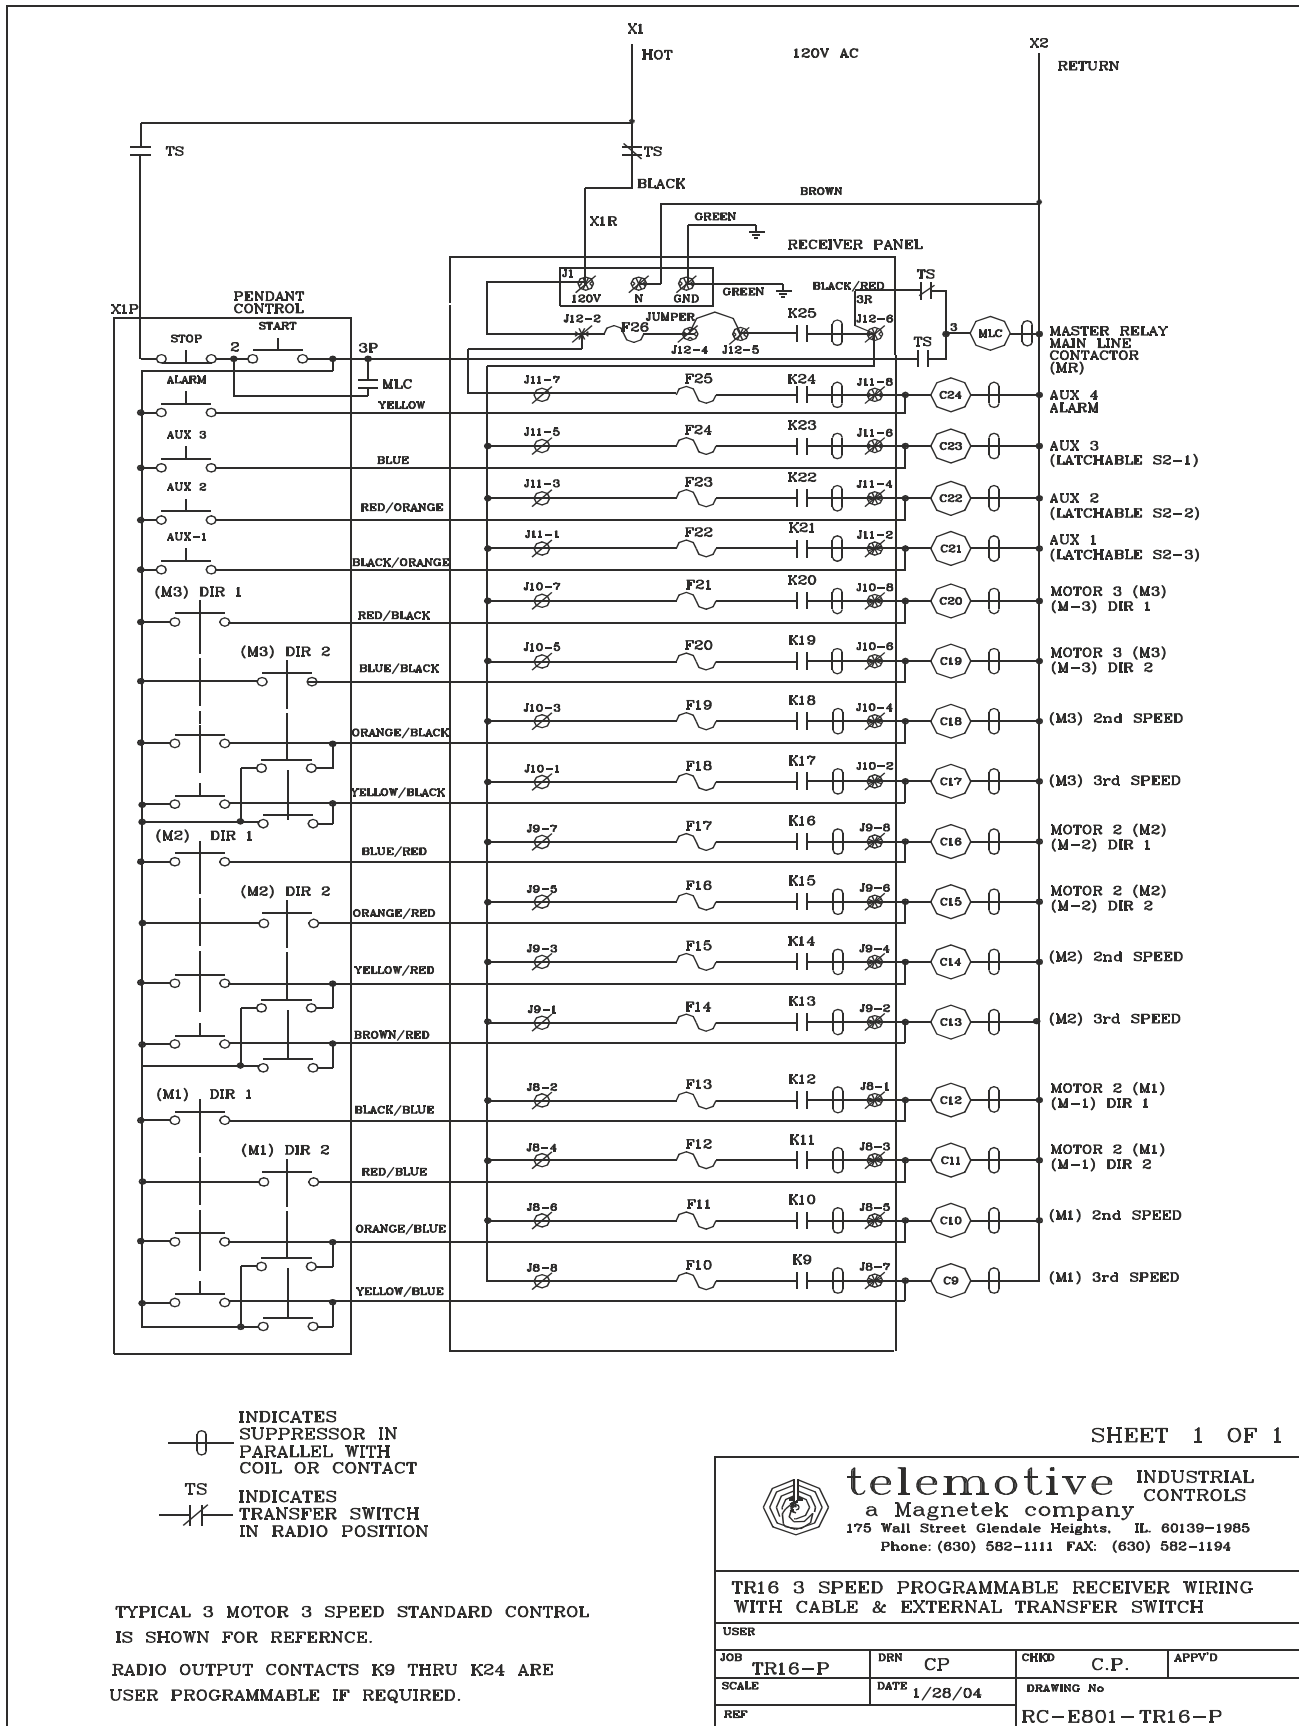 X1
HOT
120V AC
X2
RETURN
TS
TS
BLACK
BROWN
X1R
GREEN
RECEIVER PANEL
J1
120V
N
GND
GREEN
BLACK/RED
3R
TS
X1P
PENDANT
CONTROL
START
STOP
2
3P
J12-2
F26
JUMPER
J12-4
J12-5
K25
J12-6
TS
3
MLC
MASTER RELAY
MAIN LINE
CONTACTOR
(MR)
MLC
ALARM
YELLOW
J11-7
F25
K24
J11-8
C24
AUX 4
ALARM
AUX 3
BLUE
J11-5
F24
K23
J11-6
C23
AUX 3
(LATCHABLE S2-1)
AUX 2
RED/ORANGE
J11-3
F23
K22
J11-4
C22
AUX 2
(LATCHABLE S2-2)
AUX-1
BLACK/ORANGE
J11-1
F22
K21
J11-2
C21
AUX 1
(LATCHABLE S2-3)
(M3) DIR 1
RED/BLACK
J10-7
F21
K20
J10-8
C20
MOTOR 3 (M3)
(M-3) DIR 1
(M3) DIR 2
BLUE/BLACK
J10-5
F20
K19
J10-6
C19
MOTOR 3 (M3)
(M-3) DIR 2
ORANGE/BLACK
J10-3
F19
K18
J10-4
C18
(M3) 2nd SPEED
YELLOW/BLACK
J10-1
F18
K17
J10-2
C17
(M3) 3rd SPEED
(M2) DIR 1
BLUE/RED
J9-7
F17
K16
J9-8
C16
MOTOR 2 (M2)
(M-2) DIR 1
(M2) DIR 2
ORANGE/RED
J9-5
F16
K15
J9-6
C15
MOTOR 2 (M2)
(M-2) DIR 2
YELLOW/RED
J9-3
F15
K14
J9-4
C14
(M2) 2nd SPEED
BROWN/RED
J9-1
F14
K13
J9-2
C13
(M2) 3rd SPEED
(M1) DIR 1
BLACK/BLUE
J8-2
F13
K12
J8-1
C12
MOTOR 2 (M1)
(M-1) DIR 1
(M1) DIR 2
RED/BLUE
J8-4
F12
K11
J8-3
C11
MOTOR 2 (M1)
(M-1) DIR 2
ORANGE/BLUE
J8-6
F11
K10
J8-5
C10
(M1) 2nd SPEED
YELLOW/BLUE
J8-8
F10
K9
J8-7
C9
(M1) 3rd SPEED
INDICATES
SUPPRESSOR IN
PARALLEL WITH
COIL OR CONTACT
TS
INDICATES
TRANSFER SWITCH
IN RADIO POSITION
TYPICAL 3 MOTOR 3 SPEED STANDARD CONTROL
IS SHOWN FOR REFERNCE.
RADIO OUTPUT CONTACTS K9 THRU K24 ARE
USER PROGRAMMABLE IF REQUIRED.
SHEET 1 OF 1
telemotive INDUSTRIAL
CONTROLS
a Magnetek company
175 Wall Street Glendale Heights, IL. 60139-1985
Phone: (630) 582-1111 FAX: (630) 582-1194
TR16 3 SPEED PROGRAMMABLE RECEIVER WIRING
WITH CABLE & EXTERNAL TRANSFER SWITCH
USER
JOB TR16-P
DRN CP
CHKD C.P.
APPV'D
SCALE
DATE 1/28/04
DRAWING No
REF
RC-E801-TR16-P